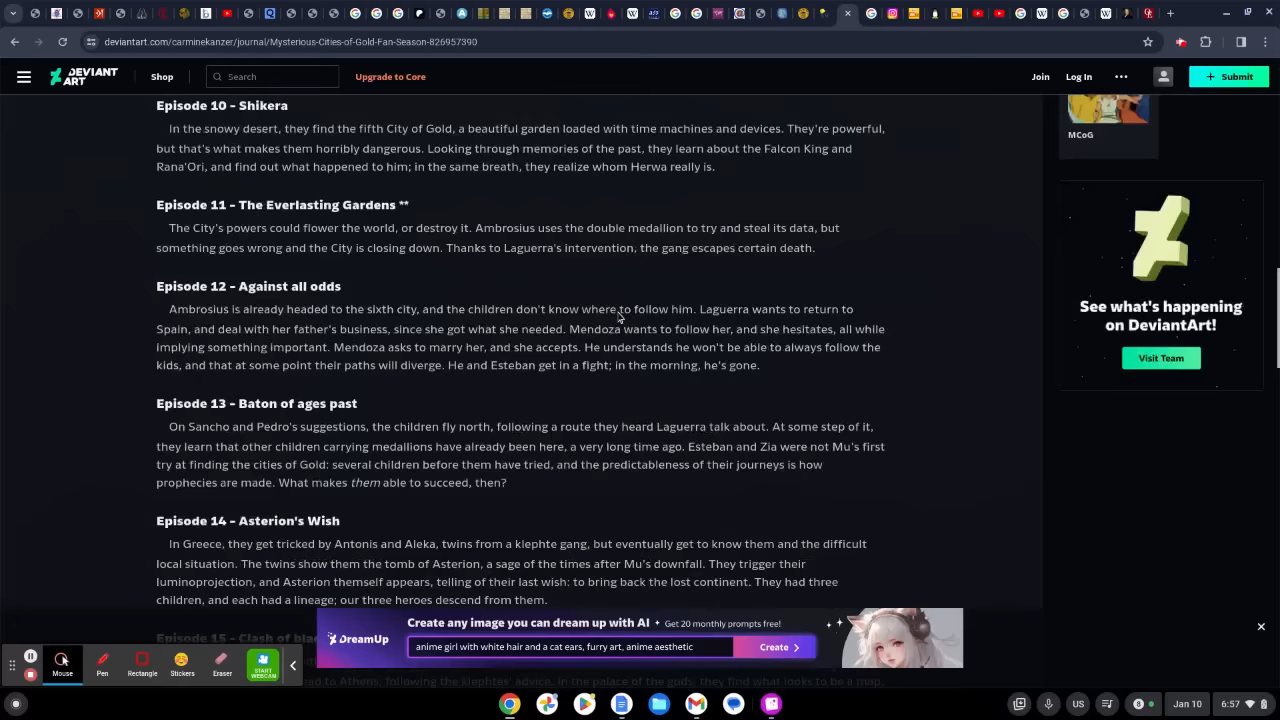 deviantart.com/carminekanzer/journal/Mysterious-Cities-of-Gold-Fan-Season-826957390
DEVIANT ART
Shop
Search
Upgrade to Core
Join
Log In
Submit
Episode 10 - Shikera
In the snowy desert, they find the fifth City of Gold, a beautiful garden loaded with time machines and devices. They're powerful,
but that's what makes them horribly dangerous. Looking through memories of the past, they learn about the Falcon King and
Rana'Ori, and find out what happened to him; in the same breath, they realize whom Herwa really is.
MCoG
Episode 11 - The Everlasting Gardens **
The City's powers could flower the world, or destroy it. Ambrosius uses the double medallion to try and steal its data, but
something goes wrong and the City is closing down. Thanks to Laguerra's intervention, the gang escapes certain death.
Episode 12 - Against all odds
Ambrosius is already headed to the sixth city, and the children don't know where to follow him. Laguerra wants to return to
Spain, and deal with her father's business, since she got what she needed. Mendoza wants to follow her, and she hesitates, all while
implying something important. Mendoza asks to marry her, and she accepts. He understands he won't be able to always follow the
kids, and that at some point their paths will diverge. He and Esteban get in a fight; in the morning, he's gone.
See what's happening
on DeviantArt!
Visit Team
Episode 13 - Baton of ages past
On Sancho and Pedro's suggestions, the children fly north, following a route they heard Laguerra talk about. At some step of it,
they learn that other children carrying medallions have already been here, a very long time ago. Esteban and Zia were not Mu's first
try at finding the cities of Gold: several children before them have tried, and the predictableness of their journeys is how
prophecies are made. What makes them able to succeed, then?
Episode 14 - Asterion's Wish
In Greece, they get tricked by Antonis and Aleka, twins from a klephte gang, but eventually get to know them and the difficult
local situation. The twins show them the tomb of Asterion, a sage of the times after Mu's downfall. They trigger their
luminoprojection, and Asterion themself appears, telling of their last wish: to bring back the lost continent. They had three
children, and each had a lineage; our three heroes descend from them.
DreamUp
Create any image you can dream up with AI
Get 20 monthly prompts free!
anime girl with white hair and a cat ears, furry art, anime aesthetic
Create
Mouse
Pen
Rectangle
Stickers
Eraser
START WEBCAM
US
8
Jan 10
6:57